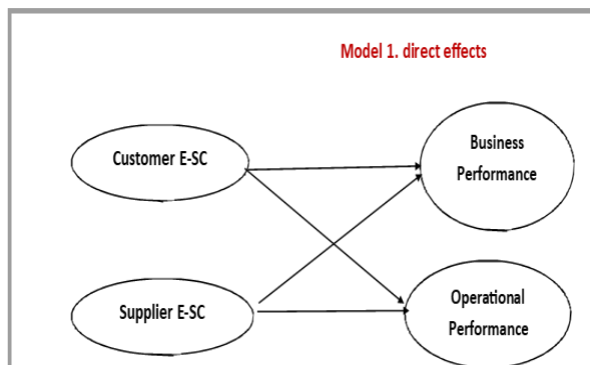 Model 1. direct effects
Customer E-SC
Business
Performance
Supplier E-SC
Operational
Performance